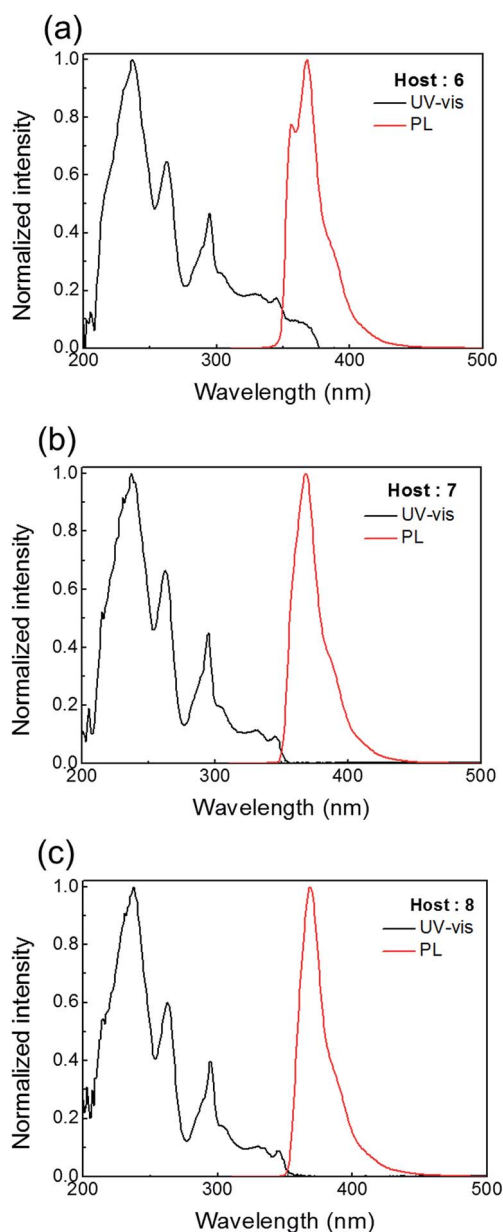 (a)
Host : 6
UV-vis
PL
Normalized intensity
1.0
0.8
0.6
0.4
0.2
0.0
200
300
400
500
Wavelength (nm)
(b)
Host : 7
UV-vis
PL
Normalized intensity
1.0
0.8
0.6
0.4
0.2
0.0
200
300
400
500
Wavelength (nm)
(c)
Host : 8
UV-vis
PL
Normalized intensity
1.0
0.8
0.6
0.4
0.2
0.0
200
300
400
500
Wavelength (nm)